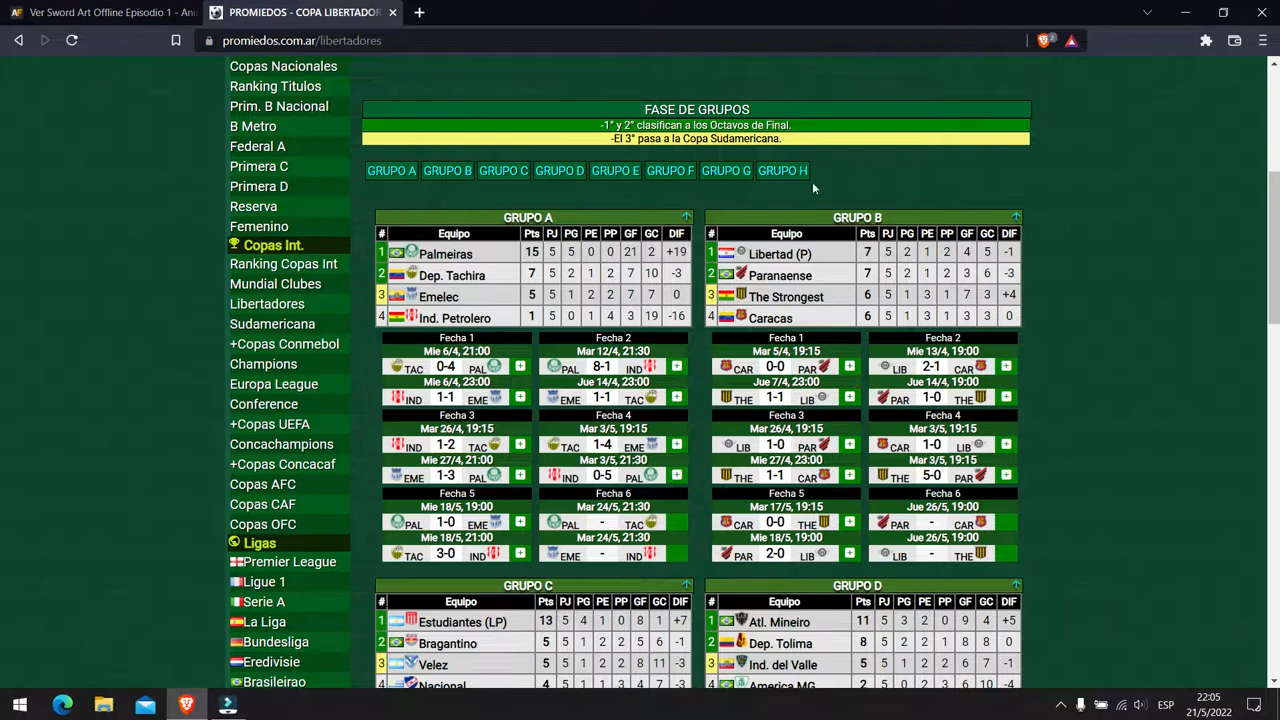 Ver Sword Art Offline Episodio 1 - Ani
PROMIEDOS - COPA LIBERTADOR
promiedos.com.ar/libertadores
2
Copas Nacionales
Ranking Titulos
Prim. B Nacional
B Metro
Federal A
Primera C
Primera D
Reserva
Femenino
Copas Int.
Ranking Copas Int
Mundial Clubes
Libertadores
Sudamericana
+Copas Conmebol
Champions
Europa League
Conference
+Copas UEFA
Concachampions
+Copas Concacaf
Copas AFC
Copas CAF
Copas OFC
Ligas
Premier League
Ligue 1
Serie A
La Liga
Bundesliga
Eredivisie
Brasileirao
FASE DE GRUPOS
-1° y 2° clasifican a los Octavos de Final.
-El 3° pasa a la Copa Sudamericana.
GRUPO A GRUPO B GRUPO C GRUPO D GRUPO E GRUPO F GRUPO G GRUPO H
GRUPO A
# Equipo Pts PJ PG PE PP GF GC DIF
1 Palmeiras 15 5 5 0 0 21 2 +19
2 Dep. Tachira 7 5 2 1 2 7 10 -3
3 Emelec 5 5 1 2 2 7 7 0
4 Ind. Petrolero 1 5 0 1 4 3 19 -16
Fecha 1 Fecha 2
Mie 6/4, 21:00 Mar 12/4, 21:30
TAC 0-4 PAL PAL 8-1 IND
Mie 6/4, 23:00 Jue 14/4, 23:00
IND 1-1 EME EME 1-1 TAC
Fecha 3 Fecha 4
Mar 26/4, 19:15 Mar 3/5, 19:15
IND 1-2 TAC TAC 1-4 EME
Mie 27/4, 21:00 Mar 3/5, 21:30
EME 1-3 PAL IND 0-5 PAL
Fecha 5 Fecha 6
Mie 18/5, 19:00 Mar 24/5, 21:30
PAL 1-0 EME PAL - TAC
Mie 18/5, 21:00 Mar 24/5, 21:30
TAC 3-0 IND EME - IND
GRUPO B
# Equipo Pts PJ PG PE PP GF GC DIF
1 Libertad (P) 7 5 2 1 2 4 5 -1
2 Paranaense 7 5 2 1 2 3 6 -3
3 The Strongest 6 5 1 3 1 7 3 +4
4 Caracas 6 5 1 3 1 3 3 0
Fecha 1 Fecha 2
Mar 5/4, 19:15 Mie 13/4, 19:00
CAR 0-0 PAR LIB 2-1 CAR
Jue 7/4, 23:00 Jue 14/4, 19:00
THE 1-1 LIB PAR 1-0 THE
Fecha 3 Fecha 4
Mar 26/4, 19:15 Mar 3/5, 19:00
LIB 1-0 PAR CAR 1-0 LIB
Mie 27/4, 23:00 Mar 3/5, 19:15
THE 1-1 CAR THE 5-0 PAR
Fecha 5 Fecha 6
Mar 17/5, 19:15 Jue 26/5, 19:00
CAR 0-0 THE PAR - CAR
Mie 18/5, 19:00 Jue 26/5, 19:00
PAR 2-0 LIB LIB - THE
GRUPO C
# Equipo Pts PJ PG PE PP GF GC DIF
1 Estudiantes (LP) 13 5 4 1 0 8 1 +7
2 Bragantino 5 5 1 2 2 5 6 -1
3 Velez 5 5 1 2 2 8 11 -3
4 Nacional 4 5 1 1 3 4 7 -3
GRUPO D
# Equipo Pts PJ PG PE PP GF GC DIF
1 Atl. Mineiro 11 5 3 2 0 9 4 +5
2 Dep. Tolima 8 5 2 2 1 8 8 0
3 Ind. del Valle 5 5 1 2 2 6 7 -1
4 America MG 2 5 0 2 3 6 10 -4
ESP
22:05
21/5/2022